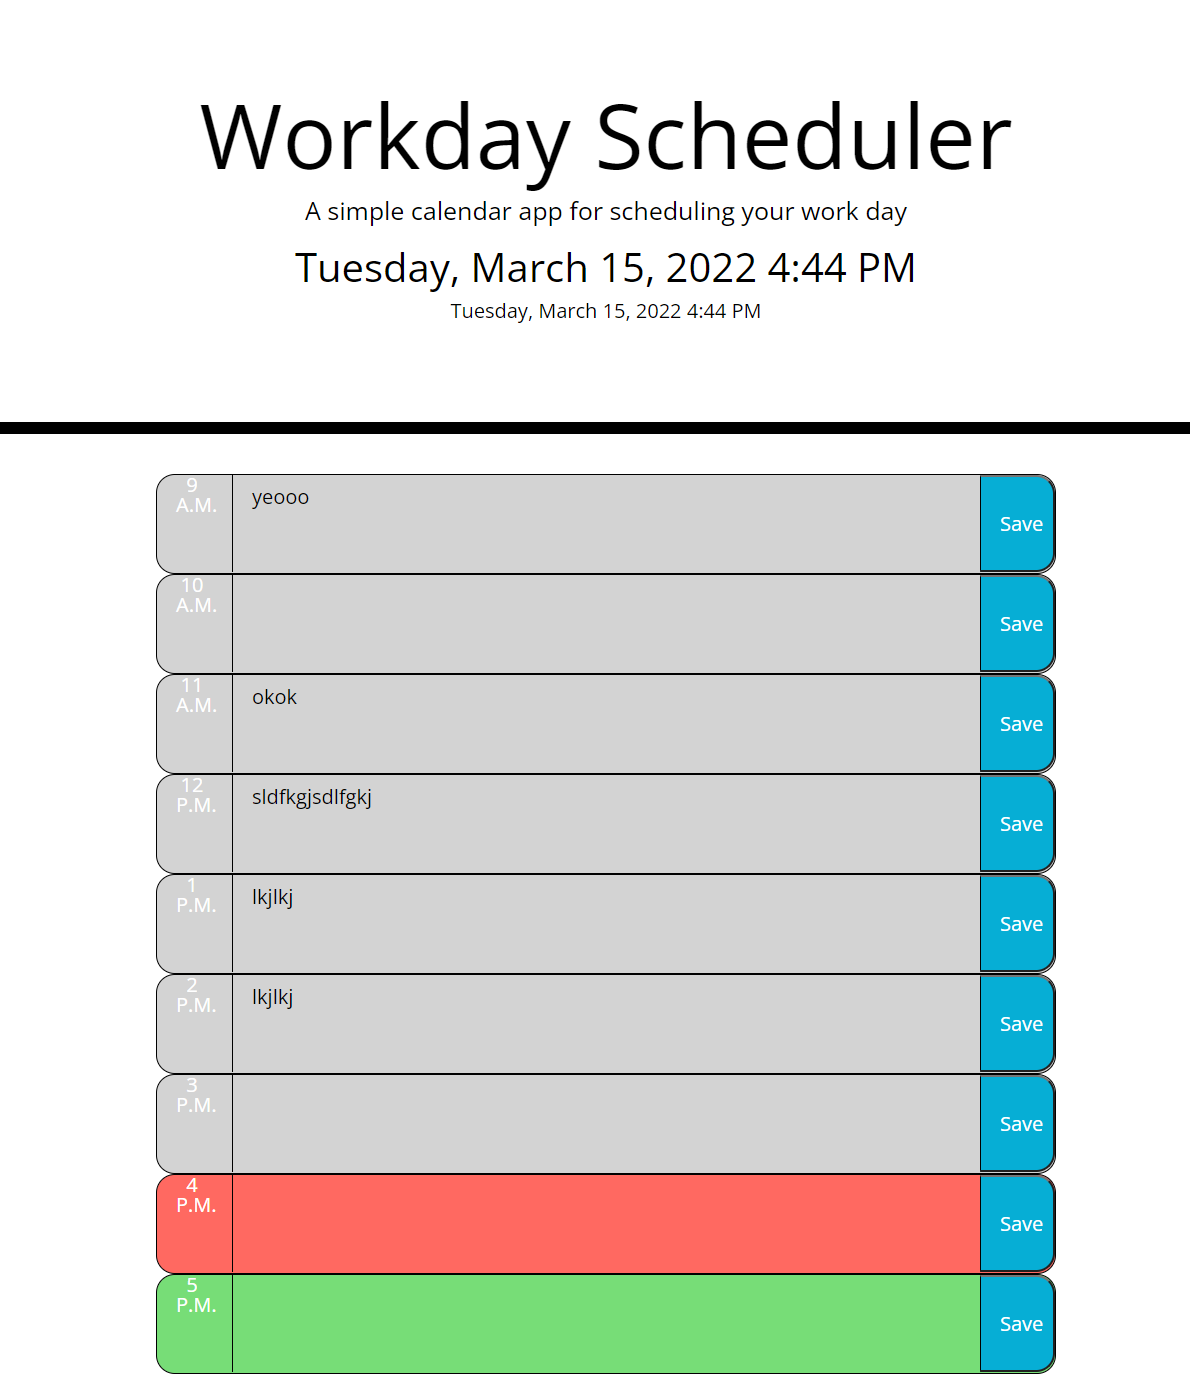 Workday Scheduler
A simple calendar app for scheduling your work day
Tuesday, March 15, 2022 4:44 PM
Tuesday, March 15, 2022 4:44 PM
9
A.M.
yeooo
Save
10
A.M.
Save
11
A.M.
okok
Save
12
P.M.
sldfkgjsdlfgkj
Save
1
P.M.
lkjlkj
Save
2
P.M.
lkjlkj
Save
3
P.M.
Save
4
P.M.
Save
5
P.M.
Save